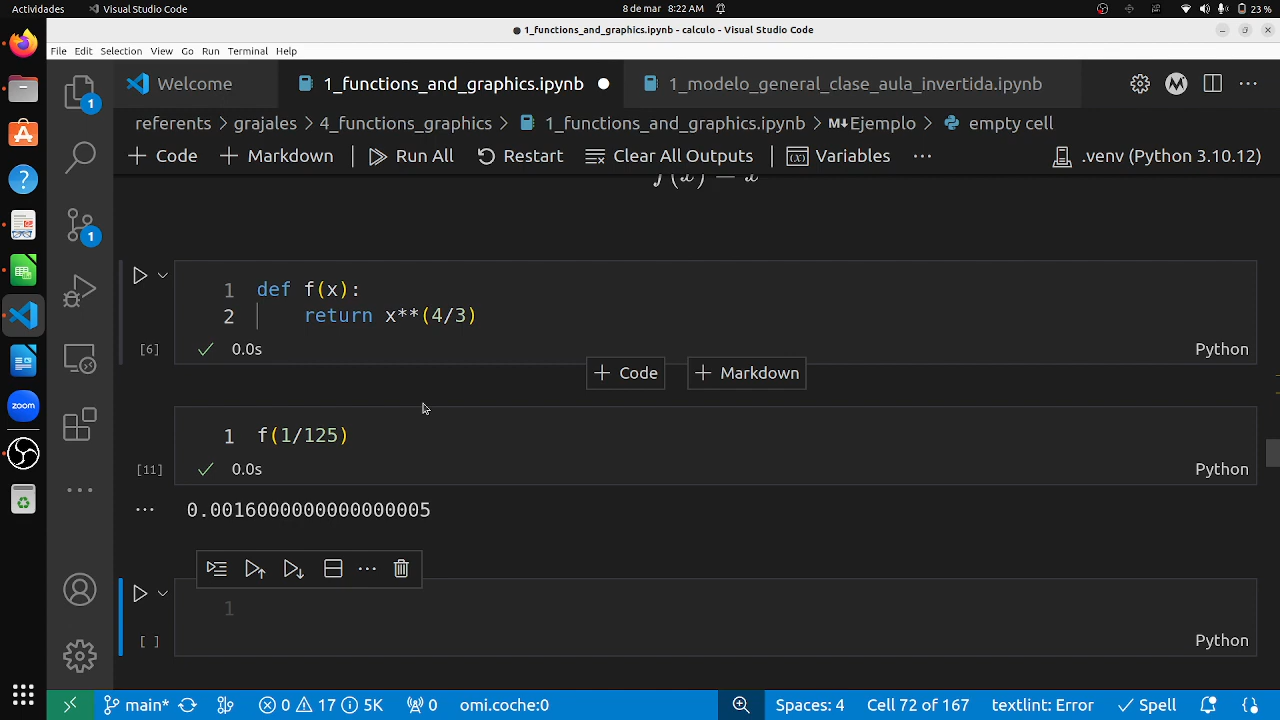 Actividades Visual Studio Code 8 de mar 8:22 AM 23 %
1_functions_and_graphics.ipynb - calculo - Visual Studio Code
File Edit Selection View Go Run Terminal Help
Welcome 1_functions_and_graphics.ipynb 1_modelo_general_clase_aula_invertida.ipynb
referents > grajales > 4_functions_graphics > 1_functions_and_graphics.ipynb > M↓Ejemplo > empty cell
+ Code + Markdown Run All Restart Clear All Outputs Variables ... .venv (Python 3.10.12)
1 def f(x):
2 return x**(4/3)
[6] 0.0s Python
+ Code + Markdown
1 f(1/125)
[11] 0.0s Python
0.0016000000000000005
1
[ ] Python
1
1
zoom
main* 0 17 5K 0 omi.coche:0 Spaces: 4 Cell 72 of 167 textlint: Error Spell